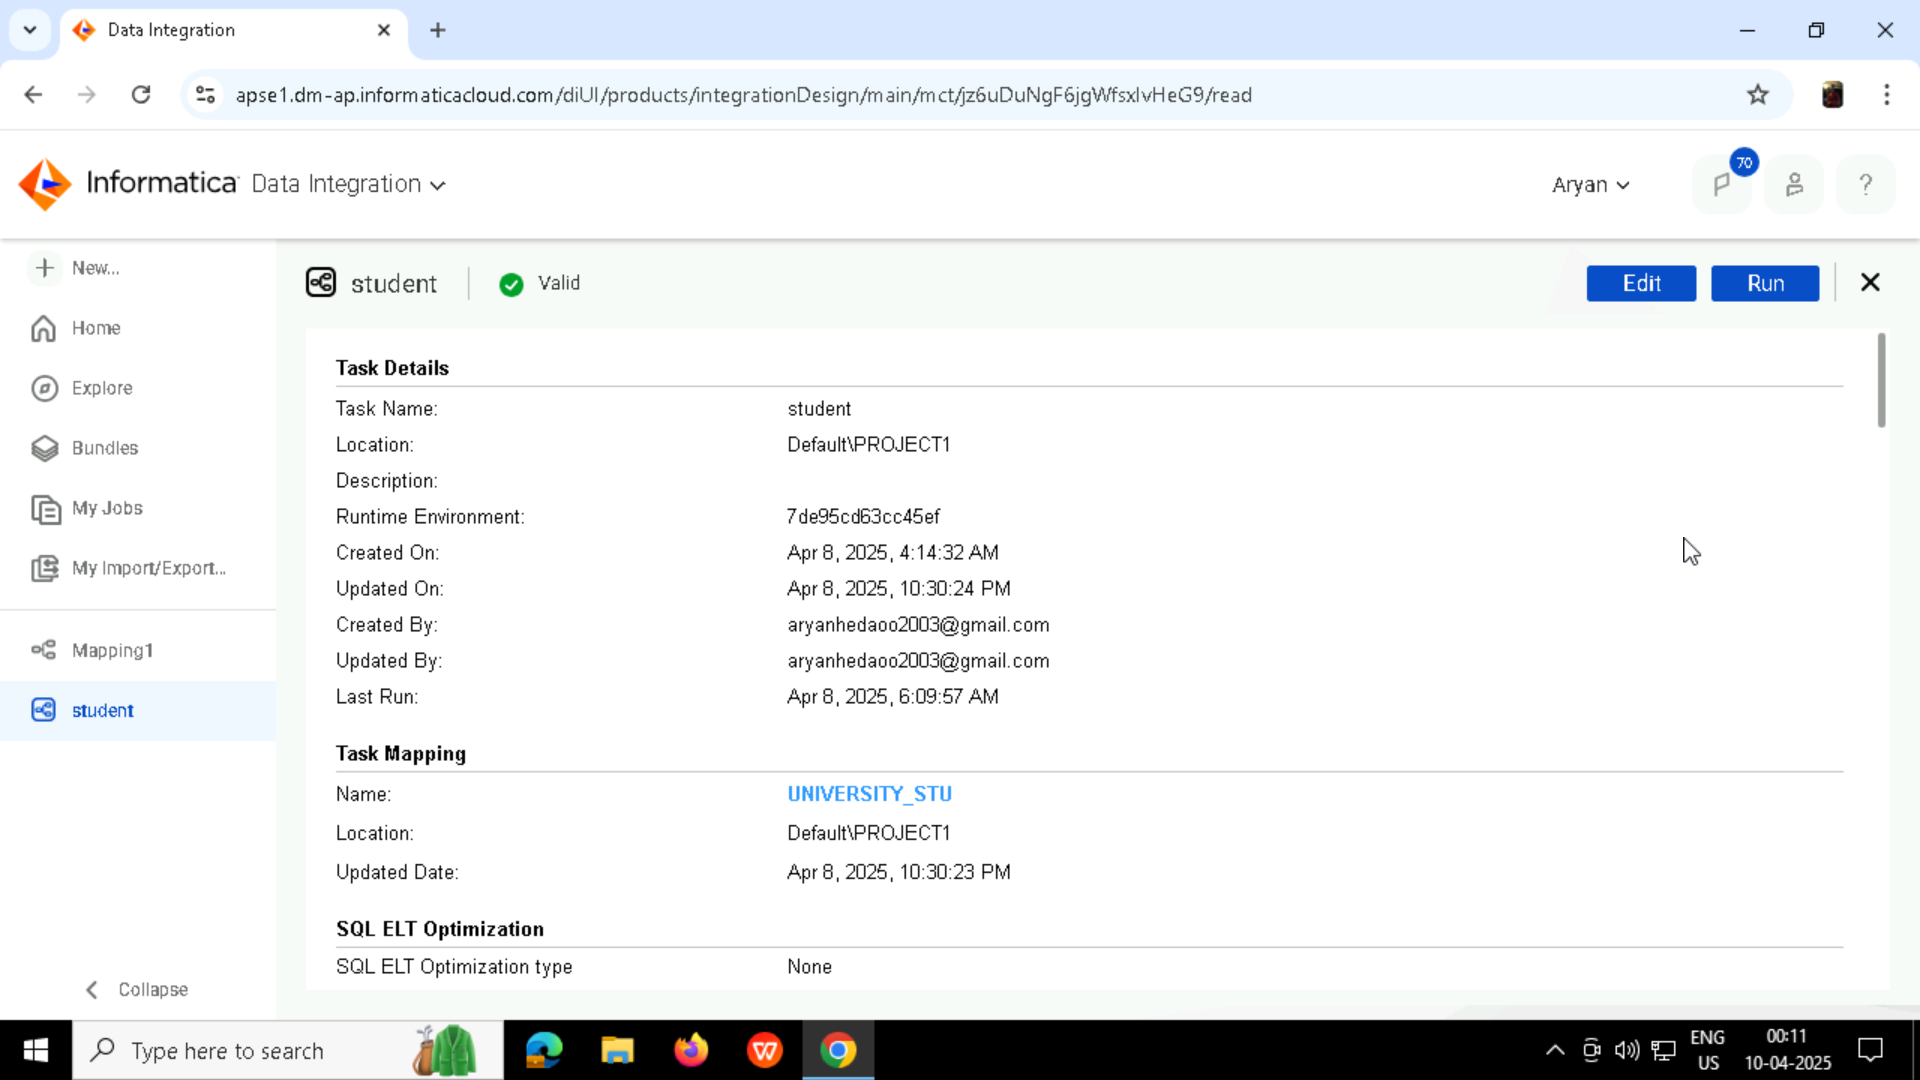 Data Integration
apse1.dm-ap.informaticacloud.com/diUI/products/integrationDesign/main/mct/jz6uDuNgF6jgWfsxIvHeG9/read
Informatica Data Integration
Aryan
70
?
New...
Home
Explore
Bundles
My Jobs
My Import/Export...
Mapping1
student
Collapse
student
Valid
Edit
Run
Task Details
Task Name: student
Location: Default\PROJECT1
Description:
Runtime Environment: 7de95cd63cc45ef
Created On: Apr 8, 2025, 4:14:32 AM
Updated On: Apr 8, 2025, 10:30:24 PM
Created By: aryanhedaoo2003@gmail.com
Updated By: aryanhedaoo2003@gmail.com
Last Run: Apr 8, 2025, 6:09:57 AM
Task Mapping
Name: UNIVERSITY_STU
Location: Default\PROJECT1
Updated Date: Apr 8, 2025, 10:30:23 PM
SQL ELT Optimization
SQL ELT Optimization type None
Type here to search
ENG
US
00:11
10-04-2025